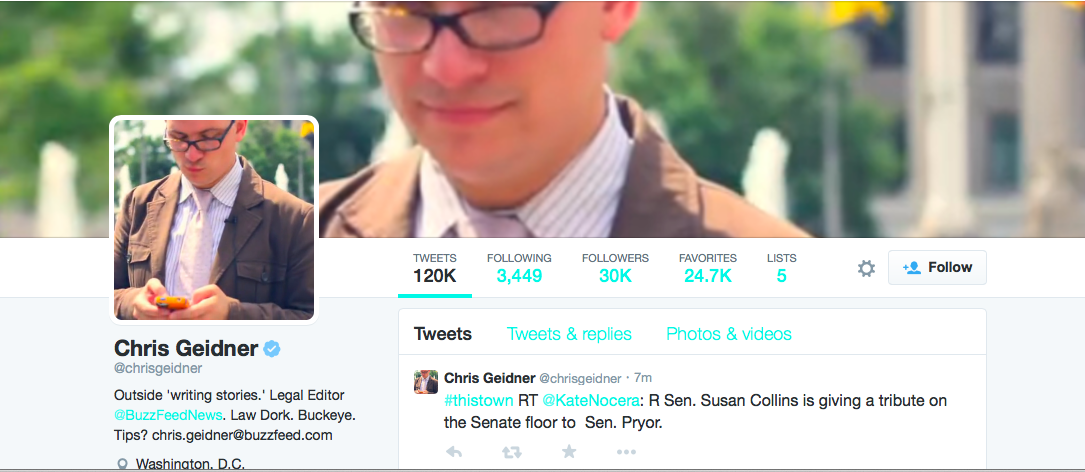 TWEETS
120K
FOLLOWING
3,449
FOLLOWERS
30K
FAVORITES
24.7K
LISTS
5
Follow
Chris Geidner
@chrisgeidner
Outside 'writing stories.' Legal Editor
@BuzzFeedNews. Law Dork. Buckeye.
Tips? chris.geidner@buzzfeed.com
Washington, D.C.
Tweets
Tweets & replies
Photos & videos
Chris Geidner @chrisgeidner · 7m
#thistown RT @KateNocera: R Sen. Susan Collins is giving a tribute on
the Senate floor to Sen. Pryor.